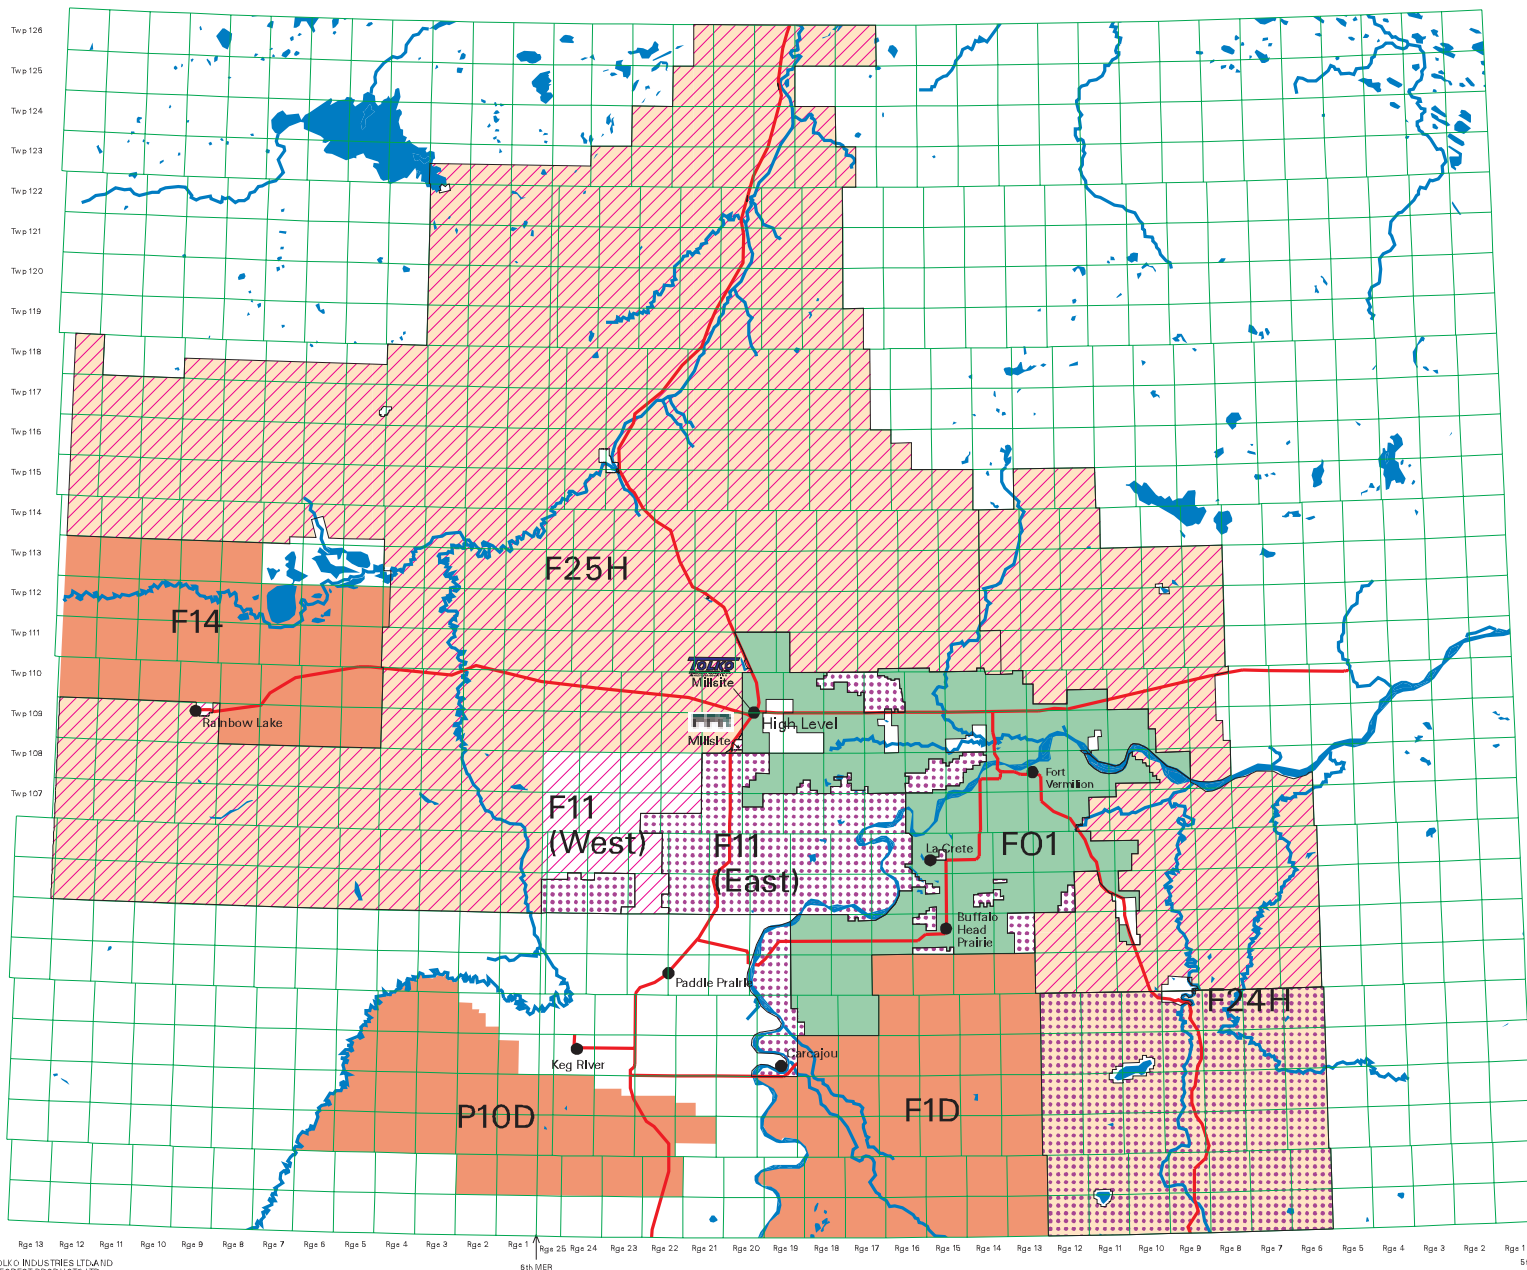 Twp 126
Twp 125
Twp 124
Twp 123
Twp 122
Twp 121
Twp 120
Twp 119
Twp 118
Twp 117
Twp 116
Twp 115
Twp 114
Twp 113
Twp 112
Twp 111
Twp 110
Twp 109
Twp 108
Twp 107
F25H
F14
TOLKO
Millsite
High Level
Millsite
Rainbow Lake
Fort
Vermilion
F11
(West)
F11
(East)
La Crete
FO1
Buffalo
Head
Prairie
Paddle Prairie
F24H
Keg River
Carcajou
P10D
F1D
Rge 13 Rge 12 Rge 11 Rge 10 Rge 9 Rge 8 Rge 7 Rge 6 Rge 5 Rge 4 Rge 3 Rge 2 Rge 1 Rge 25 Rge 24 Rge 23 Rge 22 Rge 21 Rge 20 Rge 19 Rge 18 Rge 17 Rge 16 Rge 15 Rge 14 Rge 13 Rge 12 Rge 11 Rge 10 Rge 9 Rge 8 Rge 7 Rge 6 Rge 5 Rge 4 Rge 3 Rge 2 Rge 1
OLKO INDUSTRIES LTD. AND
6th MER